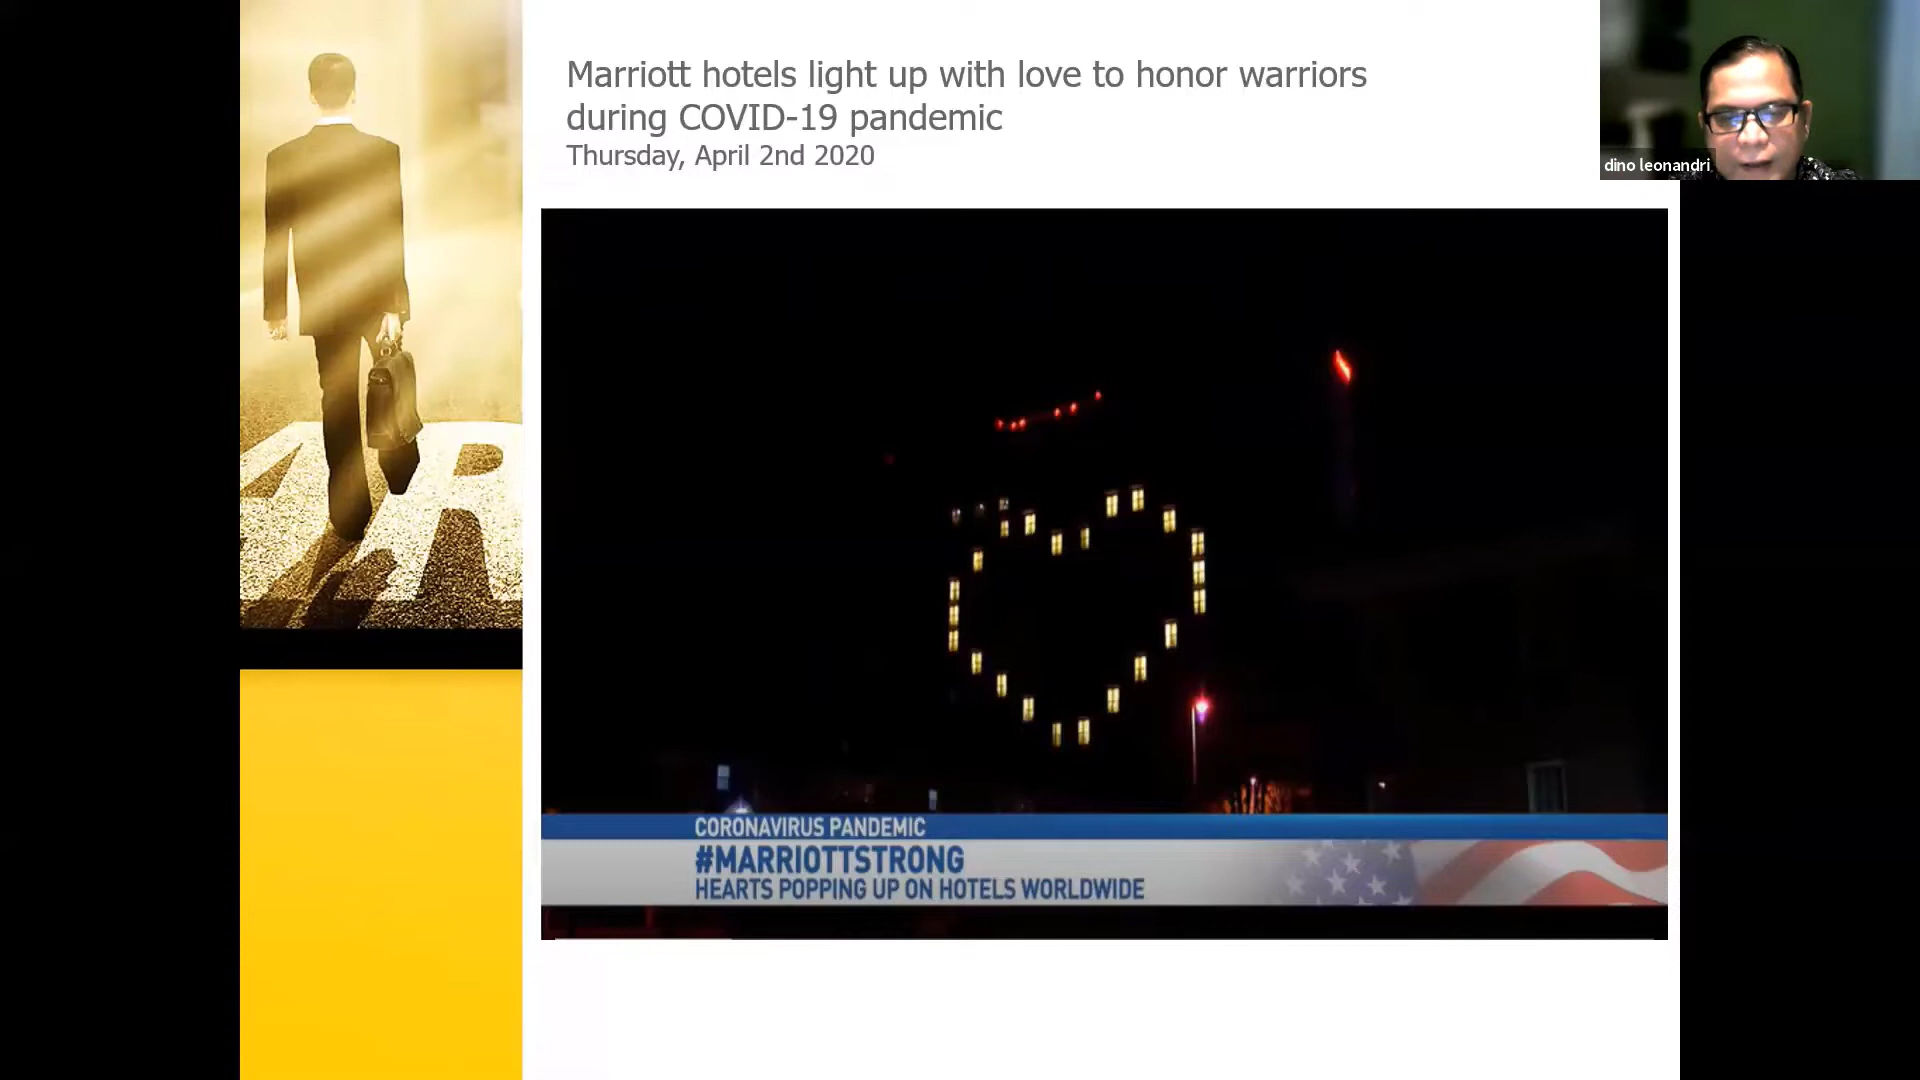 Marriott hotels light up with love to honor warriors
during COVID-19 pandemic
Thursday, April 2nd 2020
dino leonandri
CORONAVIRUS PANDEMIC
#MARRIOTTSTRONG
HEARTS POPPING UP ON HOTELS WORLDWIDE